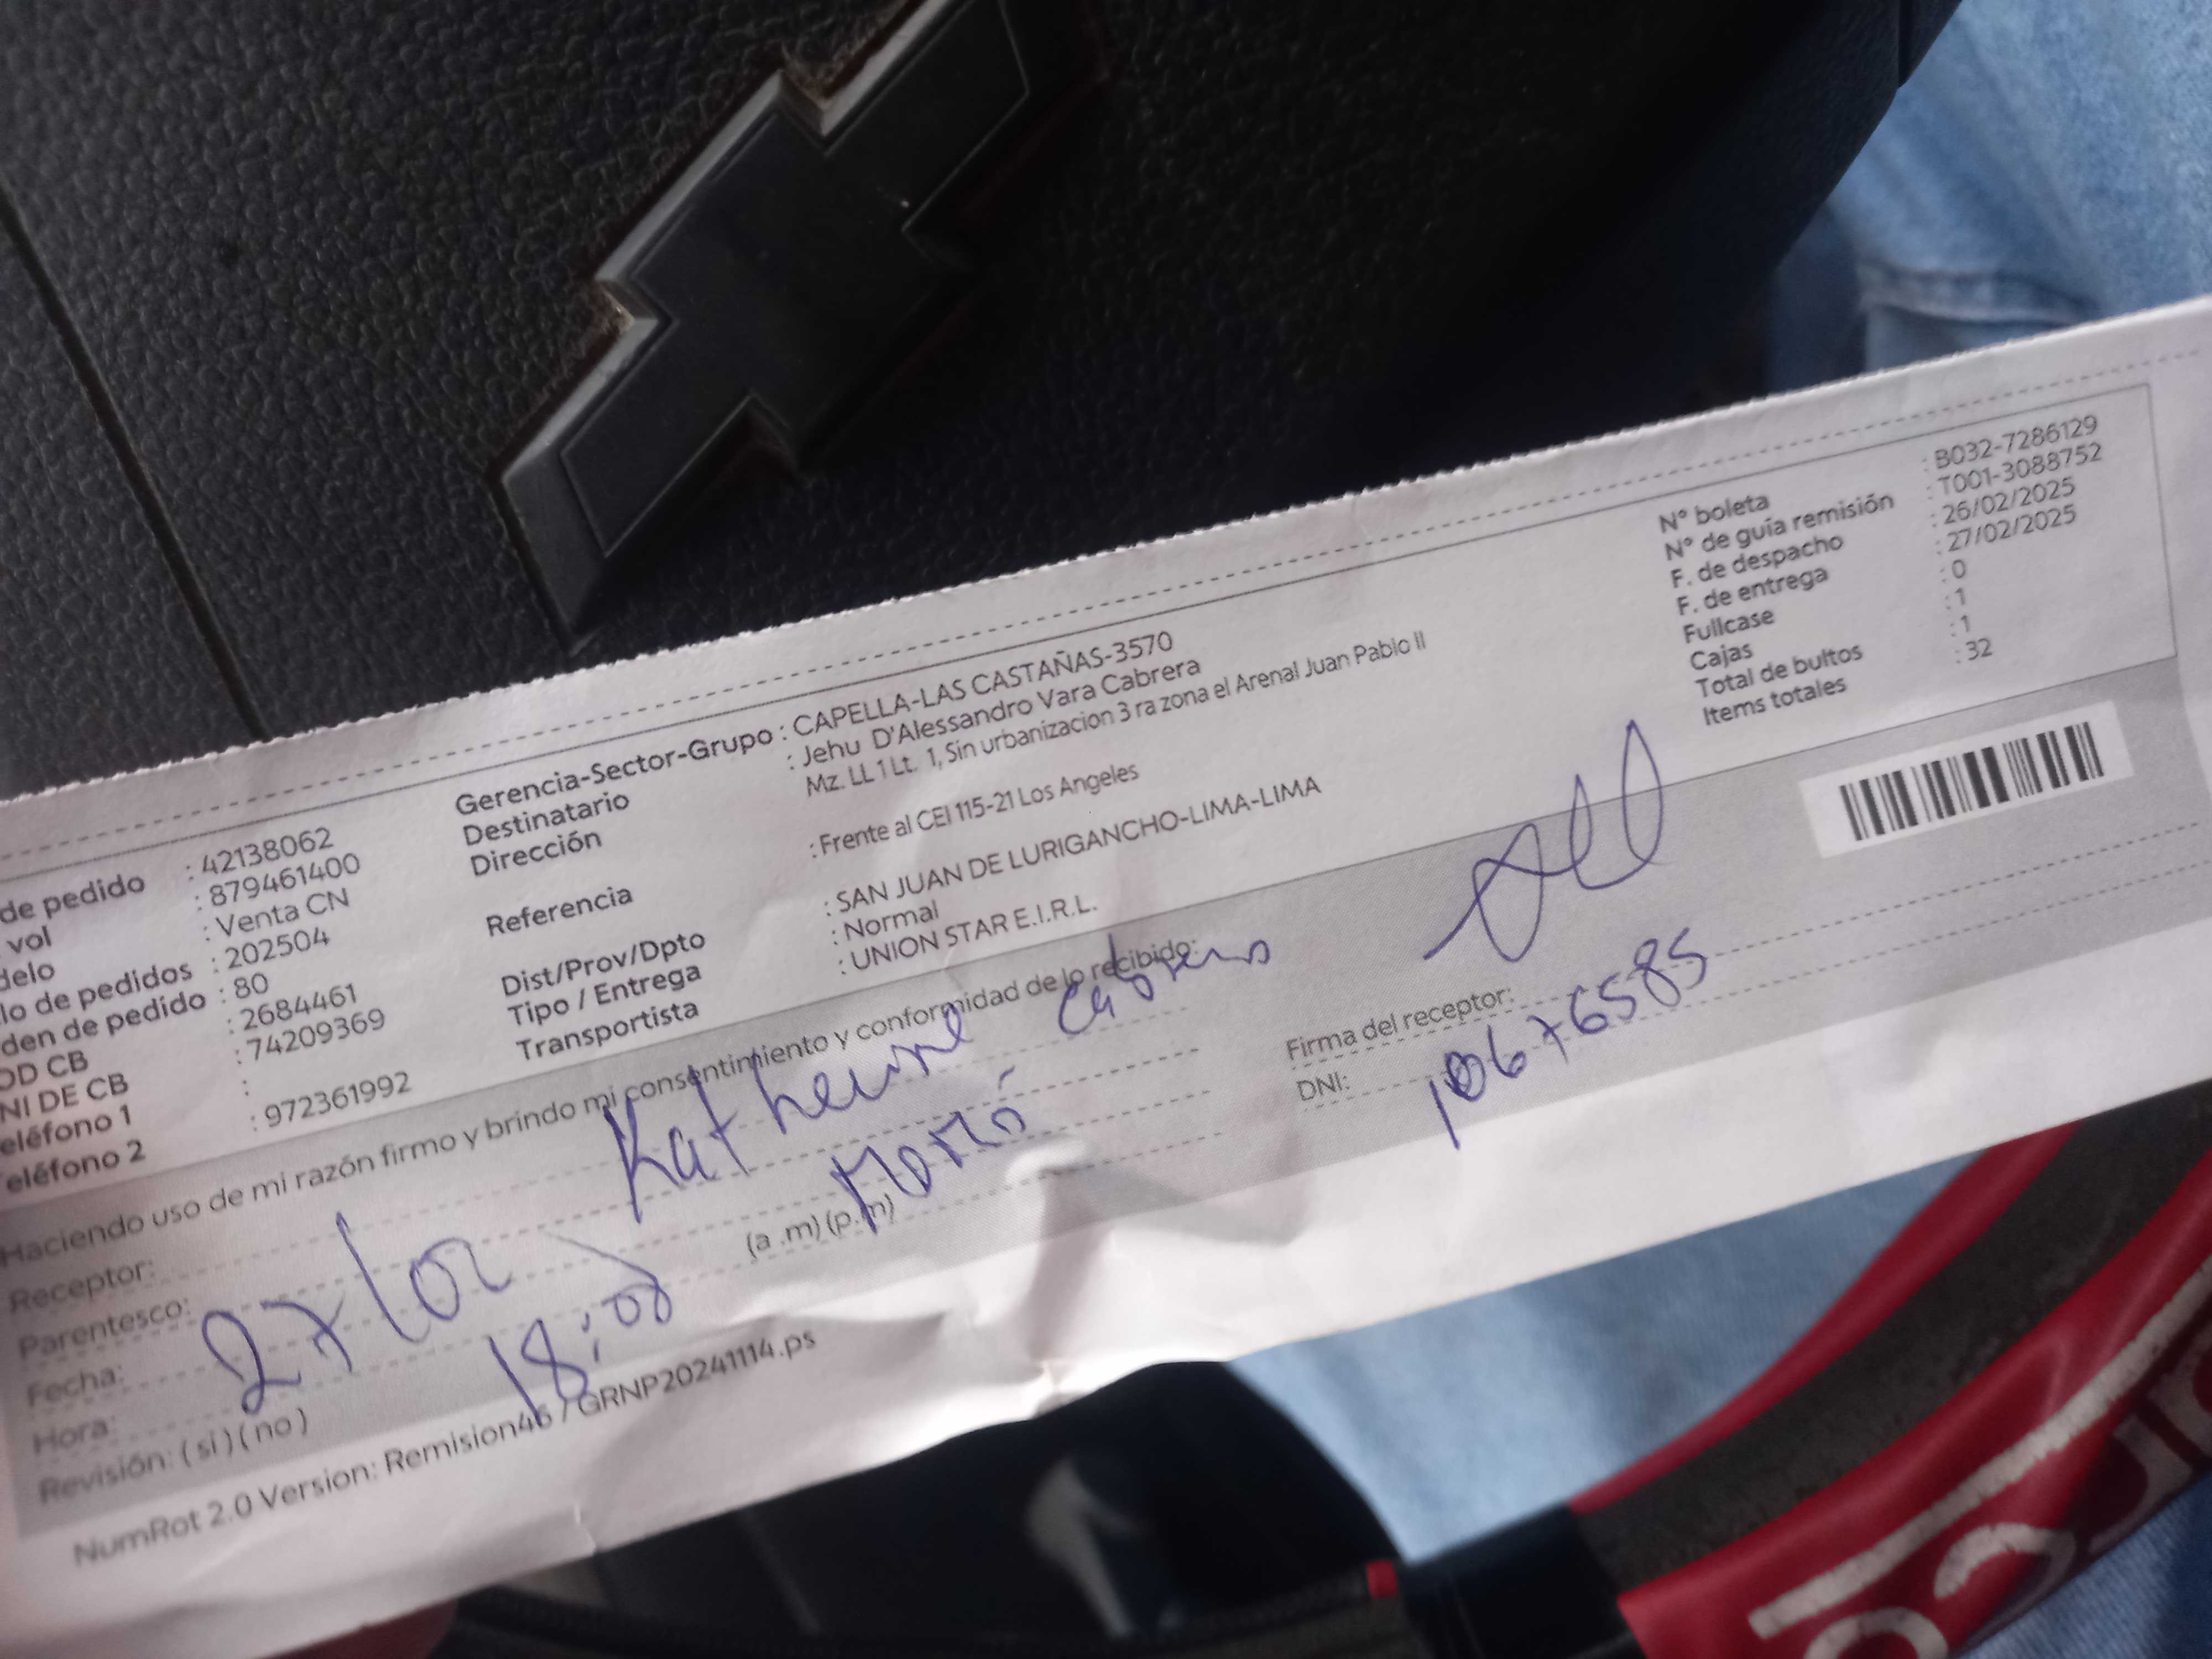 de pedido : 42138062
vol : 879461400
delo : Venta CN
lo de pedidos : 202504
den de pedido : 80
OD CB : 2684461
NI DE CB : 74209369
eléfono 1 :
eléfono 2 : 972361992
Gerencia-Sector-Grupo : CAPELLA-LAS CASTAÑAS-3570
Destinatario : Jehu D'Alessandro Vara Cabrera
Dirección Mz. LL 1 Lt. 1, Sin urbanizacion 3 ra zona el Arenal Juan Pablo II
Referencia : Frente al CEI 115-21 Los Angeles
Dist/Prov/Dpto : SAN JUAN DE LURIGANCHO-LIMA-LIMA
Tipo / Entrega : Normal
Transportista : UNION STAR E.I.R.L.
N° boleta : B032-7286129
N° de guía remisión : T001-3088752
F. de despacho : 26/02/2025
F. de entrega : 27/02/2025
Fullcase : 0
Cajas : 1
Total de bultos : 1
Items totales : 32
Haciendo uso de mi razón firmo y brindo mi consentimiento y conformidad de lo recibido:
Receptor: Katherine
Parentesco:
Fecha: 27/02
Hora: 18:08 (a .m) (p.m)
Revisión: ( si ) ( no )
Firma del receptor:
DNI: 10676585
NumRot 2.0 Version: Remision46 / GRNP20241114.ps